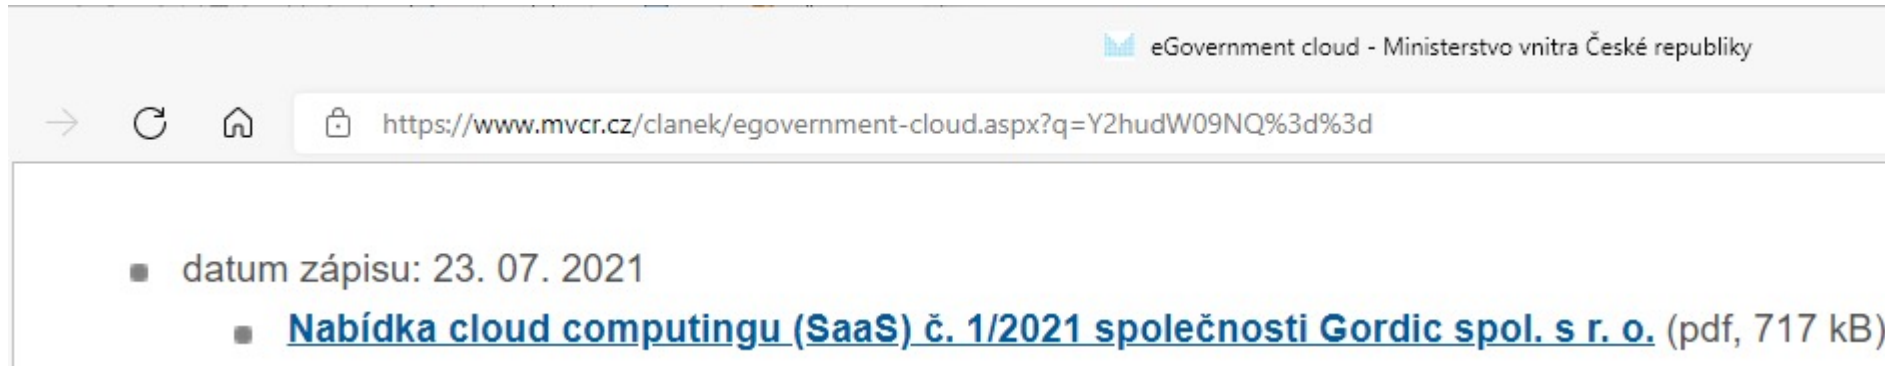 eGovernment cloud - Ministerstvo vnitra České republiky
https://www.mvcr.cz/clanek/egovernment-cloud.aspx?q=Y2hudW09NQ%3d%3d
datum zápisu: 23. 07. 2021
Nabídka cloud computingu (SaaS) č. 1/2021 společnosti Gordic spol. s r. o. (pdf, 717 kB)